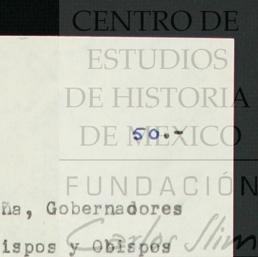 CENTRO DE
ESTUDIOS
DE HISTORIA
DE MEXICO
50.-
FUNDACIÓN
ña, Gobernadores
Carlos Slim
ispos y Obispos